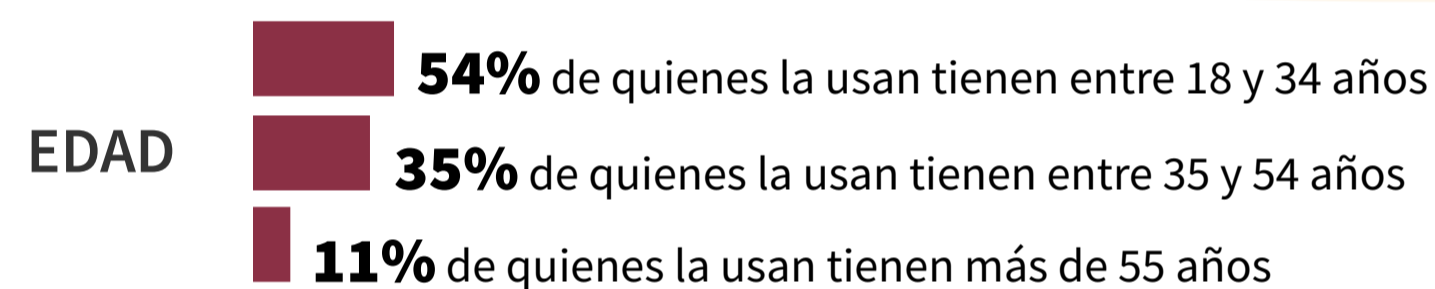 54% de quienes la usan tienen entre 18 y 34 años
EDAD
35% de quienes la usan tienen entre 35 y 54 años
11% de quienes la usan tienen más de 55 años